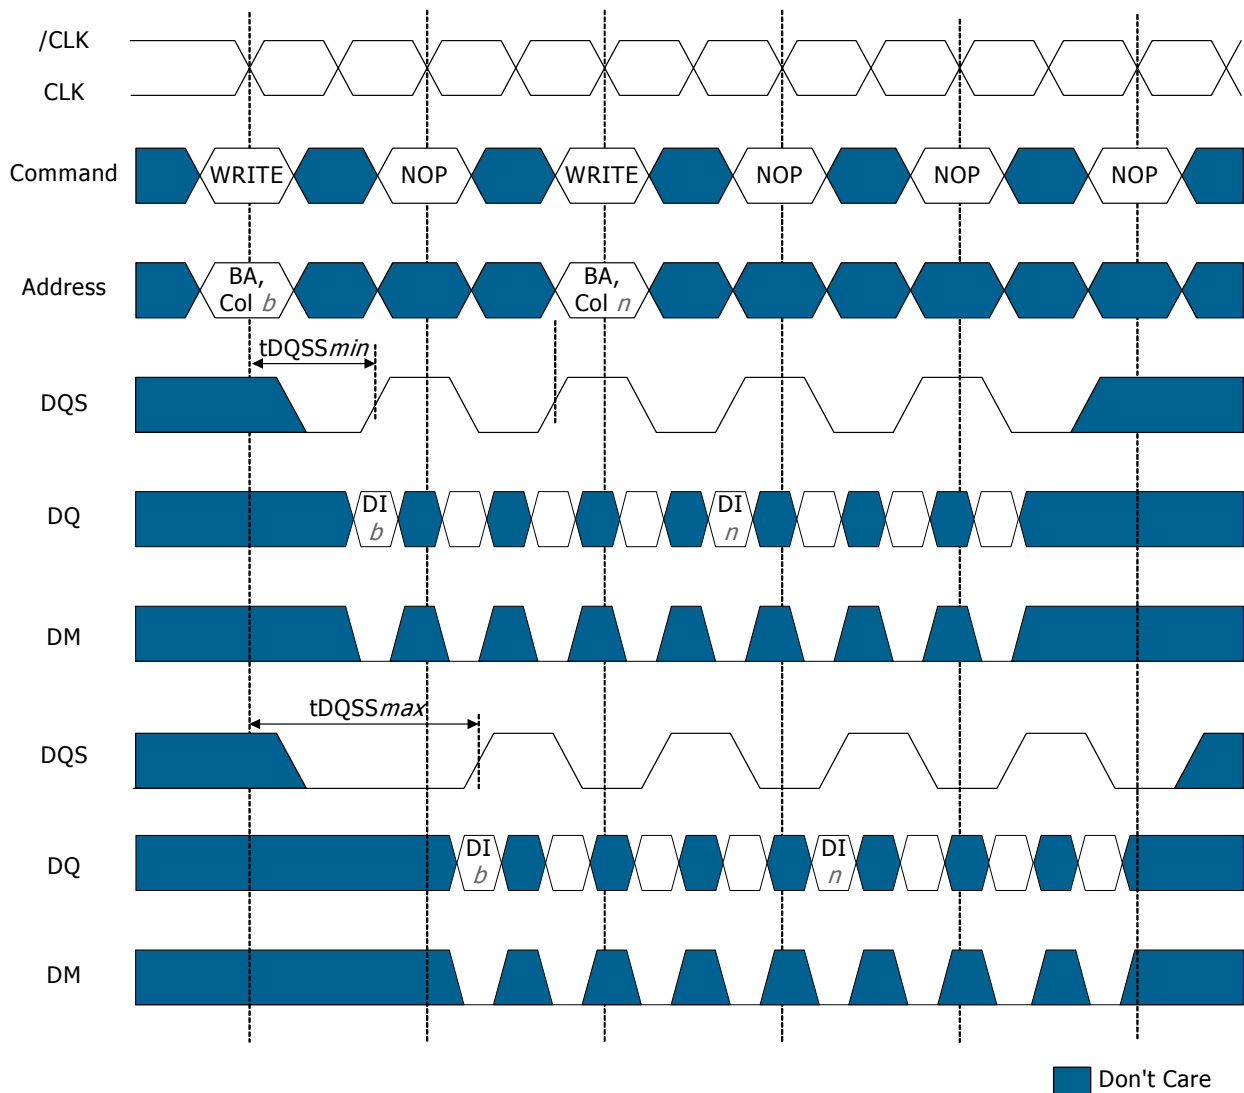 /CLK
CLK
Command
WRITE NOP WRITE NOP NOP NOP
Address
BA,
Col b
BA,
Col n
tDQSSmin
DQS
DQ
DI
b
DI
n
DM
tDQSSmax
DQS
DQ
DI
b
DI
n
DM
Don't Care